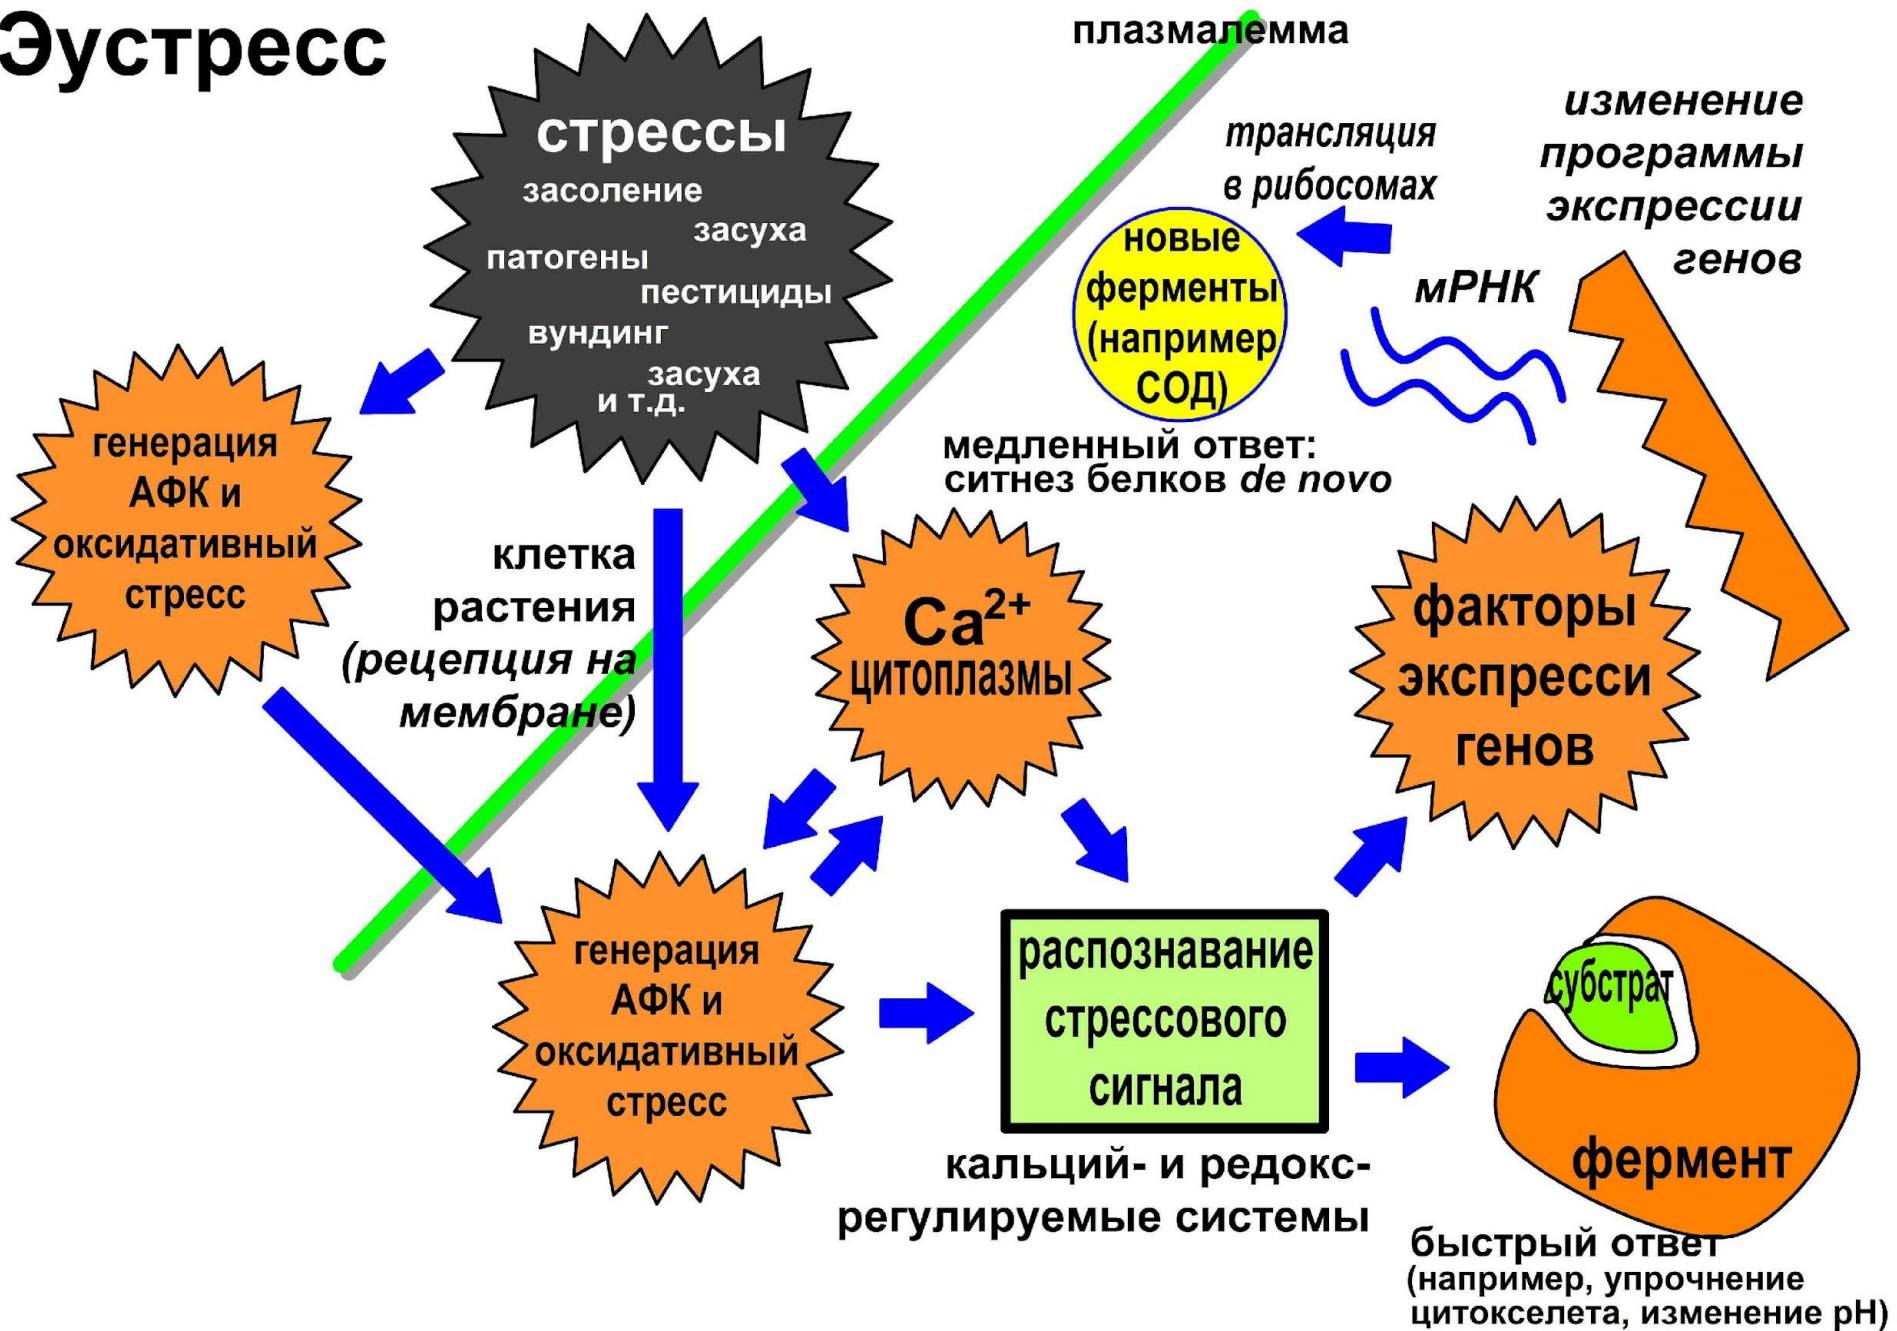 Эустресс
стрессы
засоление
засуха
патогены
пестициды
вундинг
засуха
и т.д.
плазмалемма
трансляция
в рибосомах
изменение
программы
экспрессии
генов
мРНК
новые
ферменты
(например
СОД)
медленный ответ:
ситнез белков de novo
генерация
АФК и
оксидативный
стресс
клетка
растения
(рецепция на
мембране)
Ca2+
цитоплазмы
факторы
экспресси
генов
генерация
АФК и
оксидативный
стресс
распознавание
стрессового
сигнала
кальций- и редокс-
регулируемые системы
субстрат
фермент
быстрый ответ
(например, упрочнение
цитокселета, изменение pH)